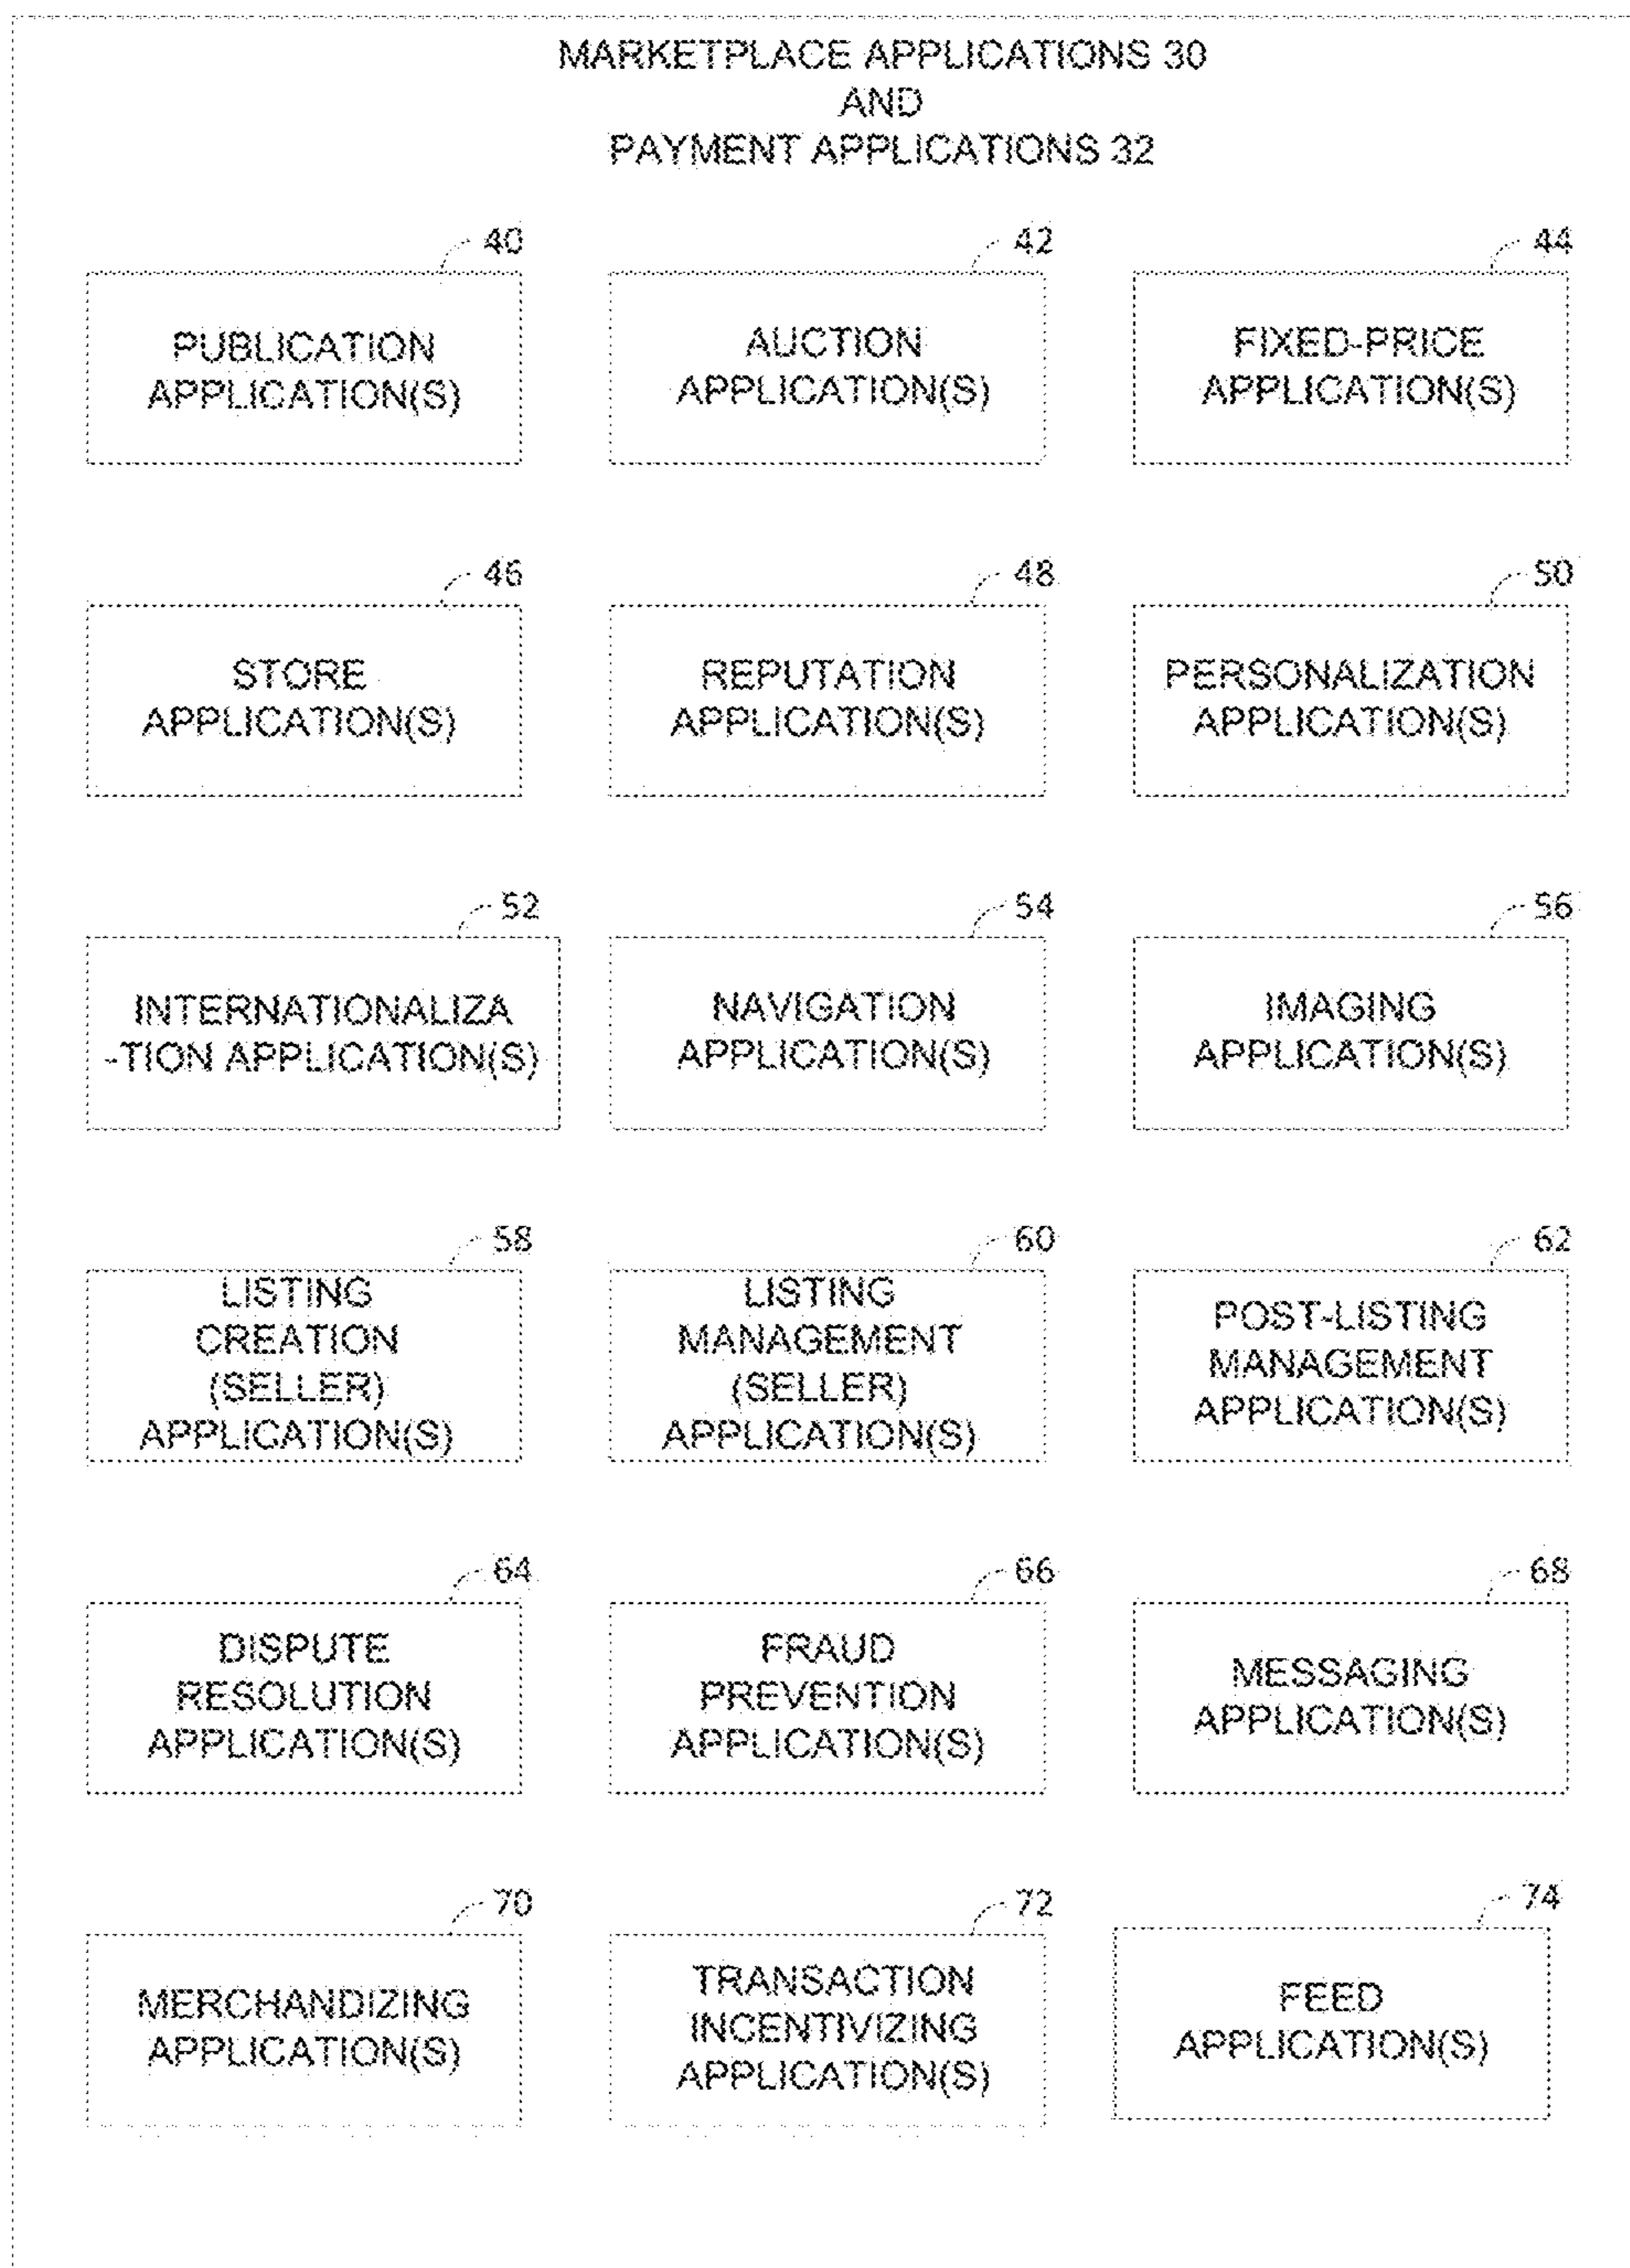 MARKETPLACE APPLICATIONS 30
AND
PAYMENT APPLICATIONS 32
40
PUBLICATION
APPLICATION(S)
42
AUCTION
APPLICATION(S)
44
FIXED-PRICE
APPLICATION(S)
46
STORE
APPLICATION(S)
48
REPUTATION
APPLICATION(S)
50
PERSONALIZATION
APPLICATION(S)
52
INTERNATIONALIZA
-TION APPLICATION(S)
54
NAVIGATION
APPLICATION(S)
56
IMAGING
APPLICATION(S)
58
LISTING
CREATION
(SELLER)
APPLICATION(S)
60
LISTING
MANAGEMENT
(SELLER)
APPLICATION(S)
62
POST-LISTING
MANAGEMENT
APPLICATION(S)
64
DISPUTE
RESOLUTION
APPLICATION(S)
66
FRAUD
PREVENTION
APPLICATION(S)
68
MESSAGING
APPLICATION(S)
70
MERCHANDIZING
APPLICATION(S)
72
TRANSACTION
INCENTIVIZING
APPLICATION(S)
74
FEED
APPLICATION(S)